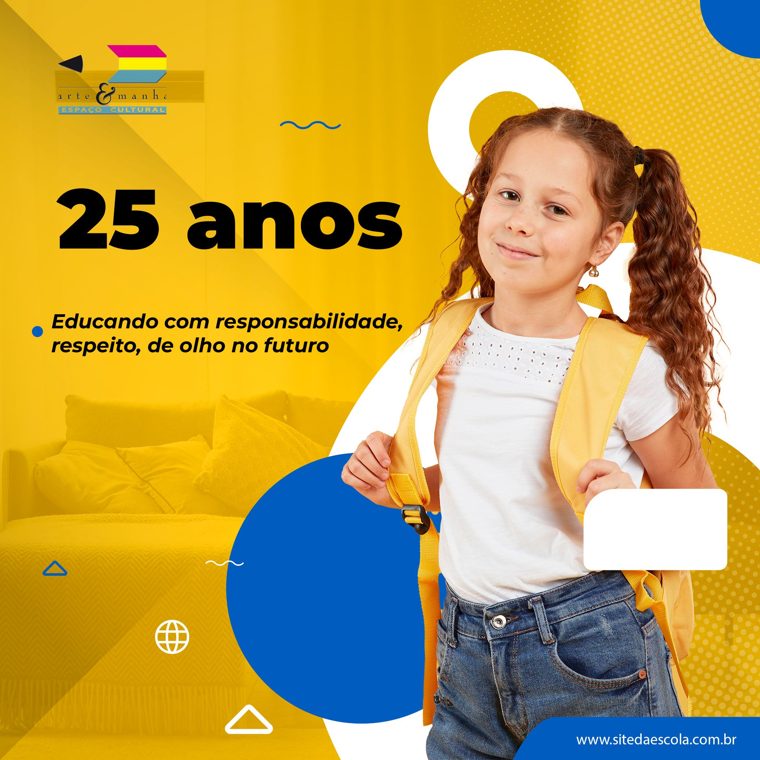 arte & manha
ESPAÇO CULTURAL
25 anos
Educando com responsabilidade,
respeito, de olho no futuro
www.sitedaescola.com.br